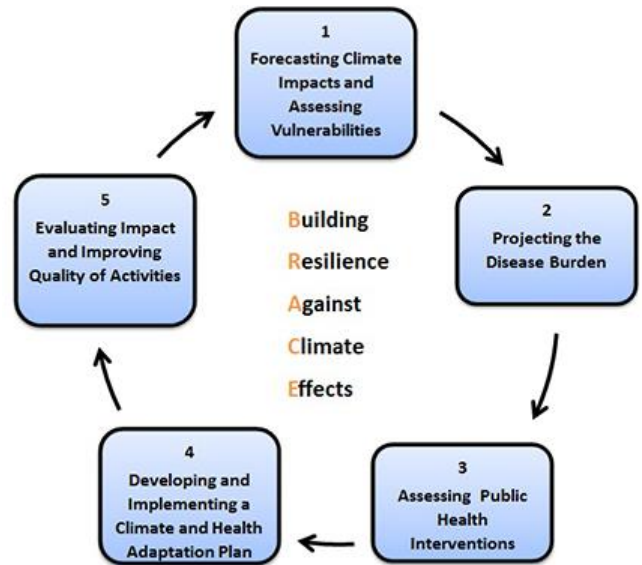 1
Forecasting Climate
Impacts and
Assessing
Vulnerabilities
2
Projecting the
Disease Burden
3
Assessing Public
Health
Interventions
4
Developing and
Implementing a
Climate and Health
Adaptation Plan
5
Evaluating Impact
and Improving
Quality of Activities
Building
Resilience
Against
Climate
Effects